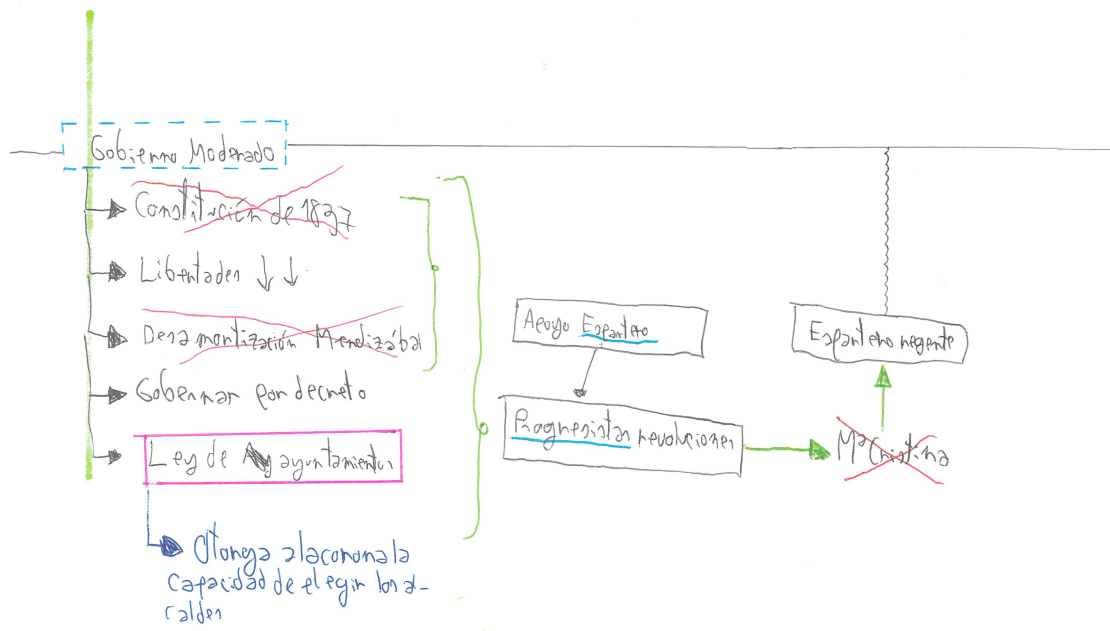 Gobierno Moderado
Constitución de 1837
Libertades ↓ ↓
Desamortización Mendizábal
Gobernar por decreto
Ley de ayuntamientos
Otorga a la corona la
capacidad de elegir los al-
caldes
Apoyo Espartero
Progresistas revoluciones
Mª Cristina
Espartero regente